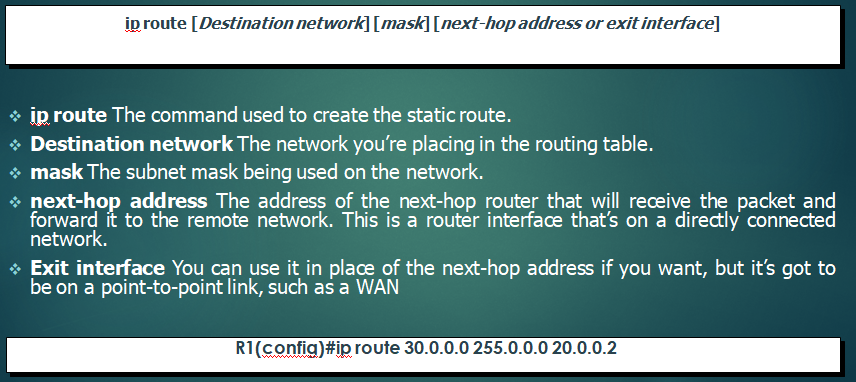 ip route [Destination network] [mask] [next-hop address or exit interface]
❖ ip route The command used to create the static route.
❖ Destination network The network you’re placing in the routing table.
❖ mask The subnet mask being used on the network.
❖ next-hop address The address of the next-hop router that will receive the packet and
forward it to the remote network. This is a router interface that’s on a directly connected
network.
❖ Exit interface You can use it in place of the next-hop address if you want, but it’s got to
be on a point-to-point link, such as a WAN
R1(config)#ip route 30.0.0.0 255.0.0.0 20.0.0.2